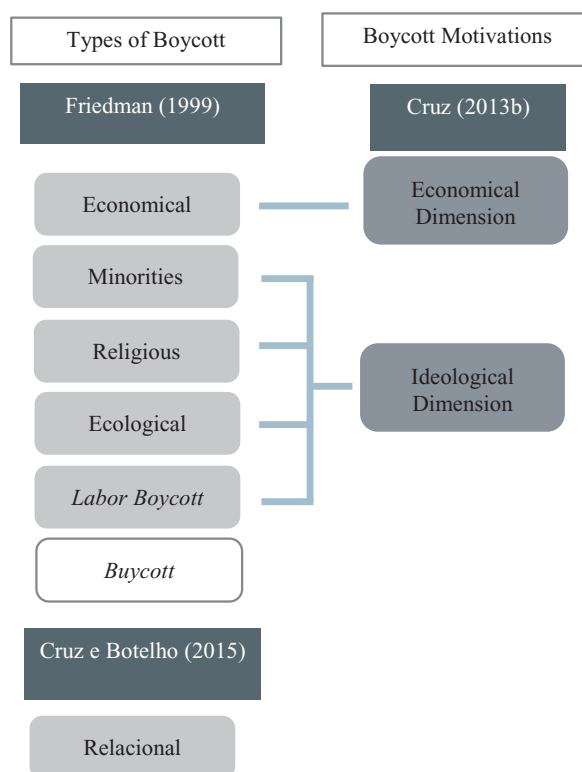 Types of Boycott
Boycott Motivations
Friedman (1999)
Cruz (2013b)
Economical
Economical
Dimension
Minorities
Religious
Ideological
Dimension
Ecological
Labor Boycott
Buycott
Cruz e Botelho (2015)
Relacional